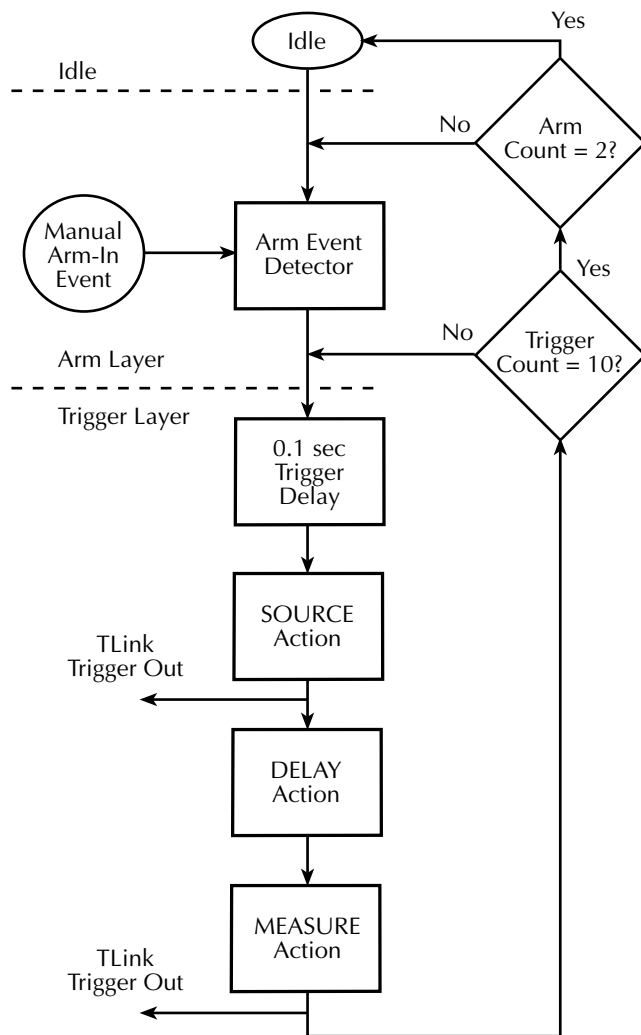 Idle
Yes
Idle
No
Arm
Count = 2?
Manual
Arm-In
Event
Arm Event
Detector
Yes
No
Trigger
Count = 10?
Arm Layer
Trigger Layer
0.1 sec
Trigger
Delay
SOURCE
Action
TLink
Trigger Out
DELAY
Action
MEASURE
Action
TLink
Trigger Out